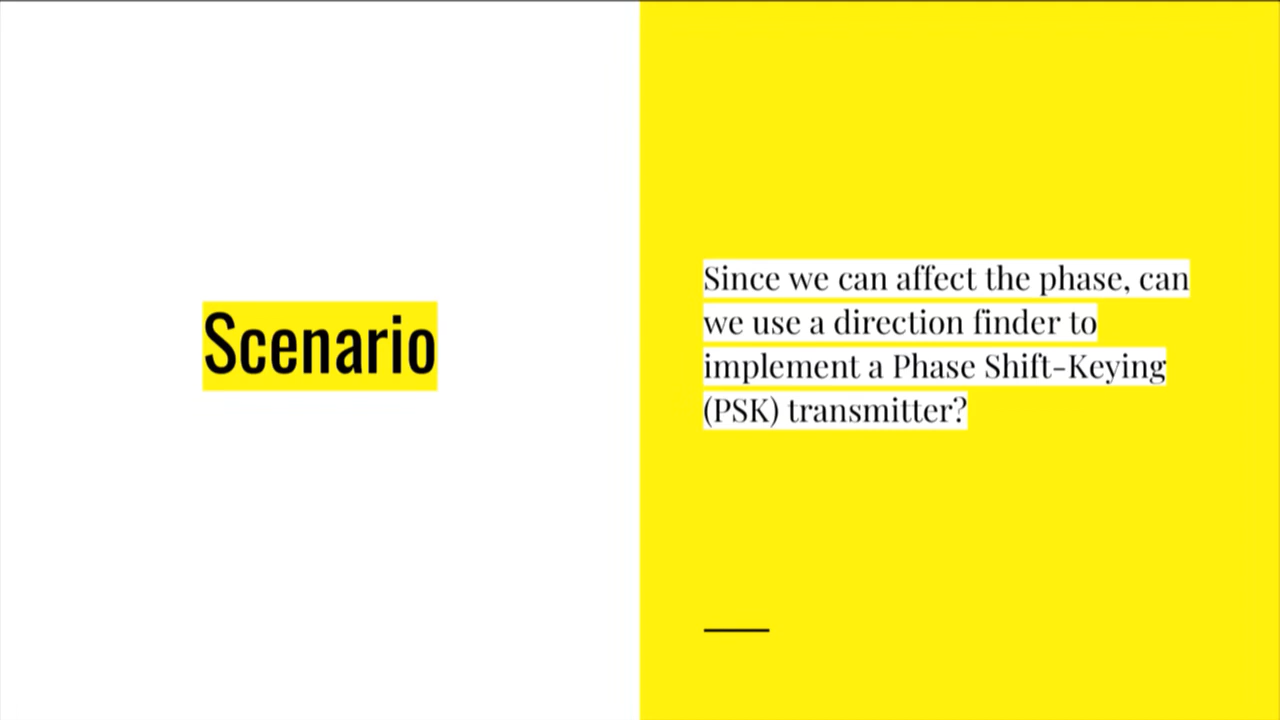 Scenario
Since we can affect the phase, can
we use a direction finder to
implement a Phase Shift-Keying
(PSK) transmitter?